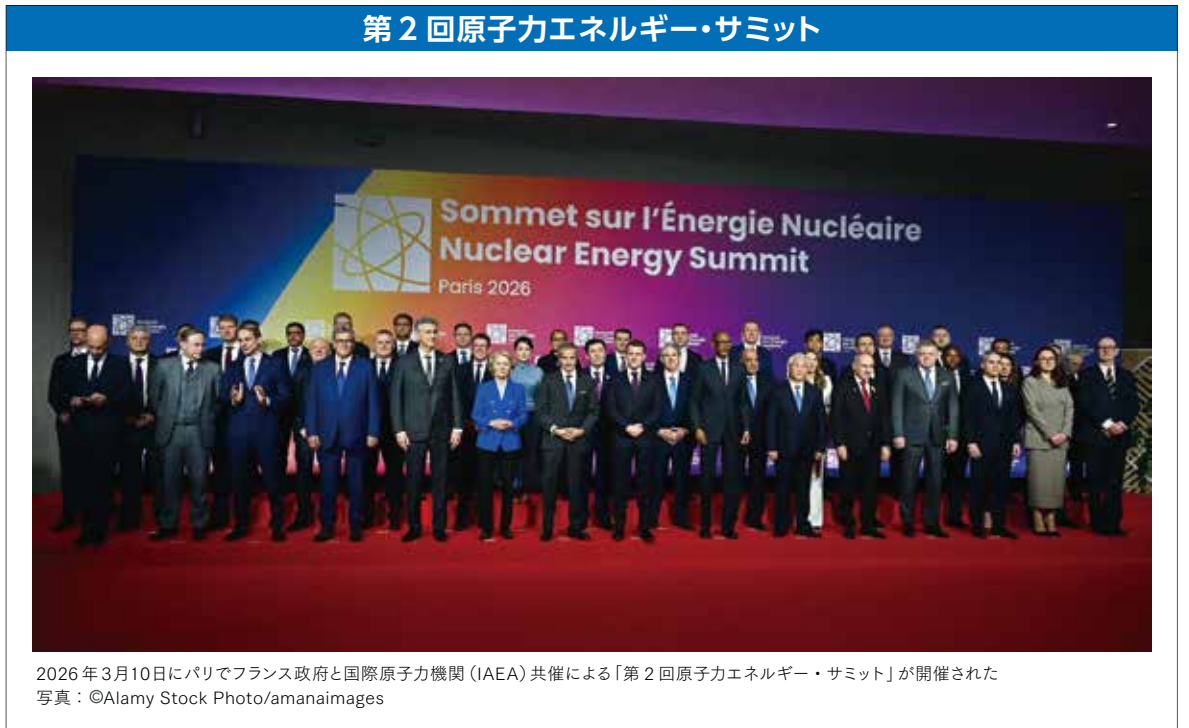 第2回原子力エネルギー・サミット
Sommet sur l'Énergie Nucléaire
Nuclear Energy Summit
Paris 2026
2026年3月10日にパリでフランス政府と国際原子力機関（IAEA）共催による「第2回原子力エネルギー・サミット」が開催された
写真：©Alamy Stock Photo/amanaimages